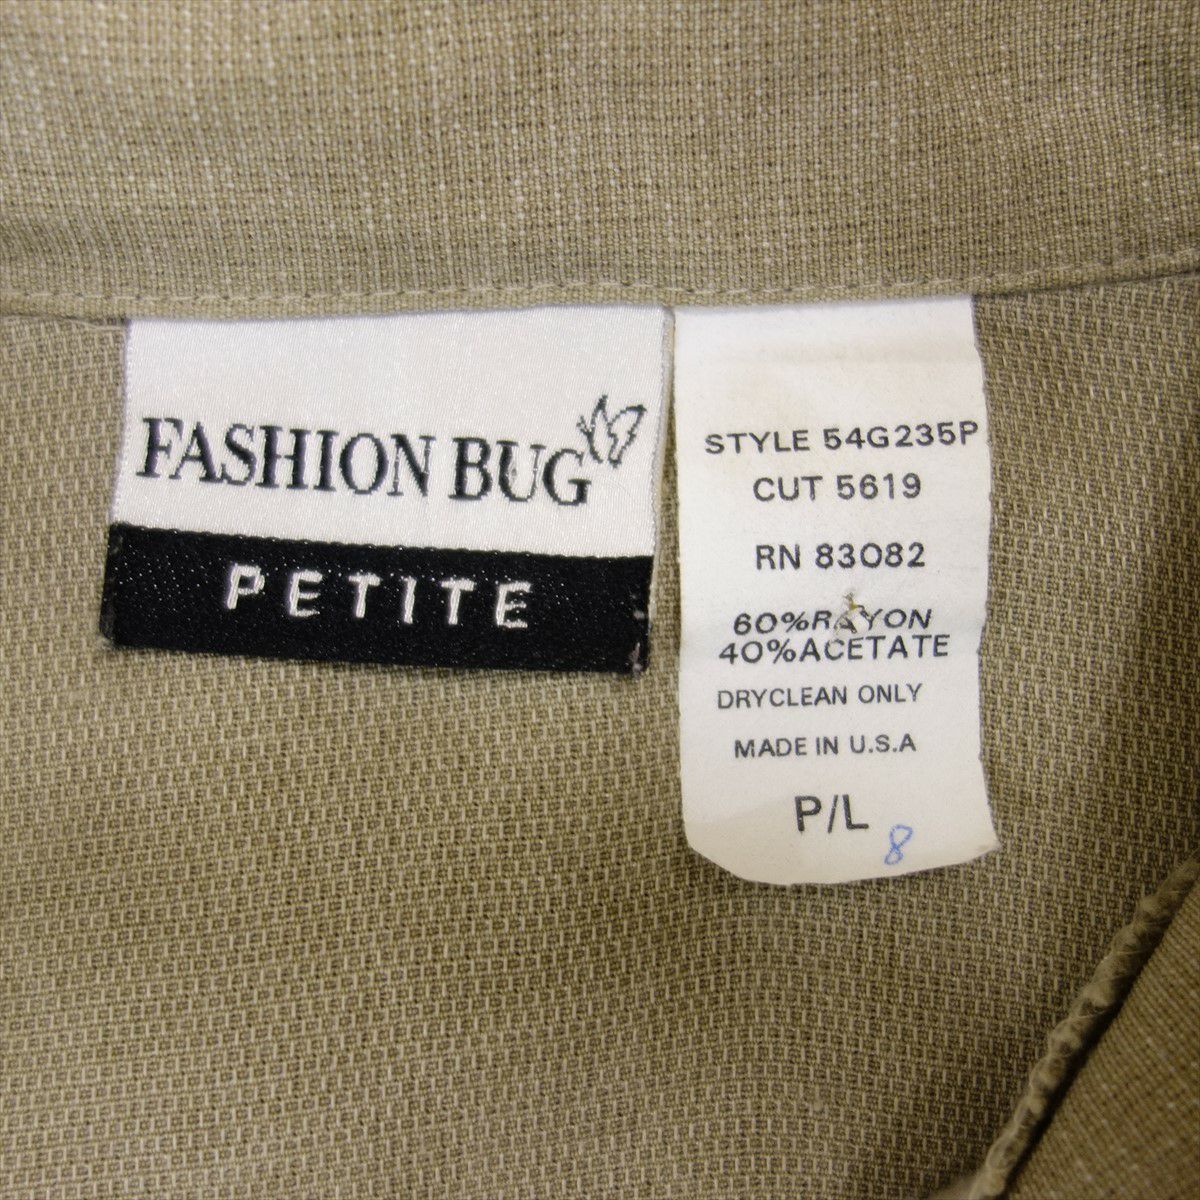 FASHION BUG
PETITE
STYLE 54G235P
CUT 5619
RN 83082
60%RAYON
40%ACETATE
DRYCLEAN ONLY
MADE IN U.S.A
P/L
8